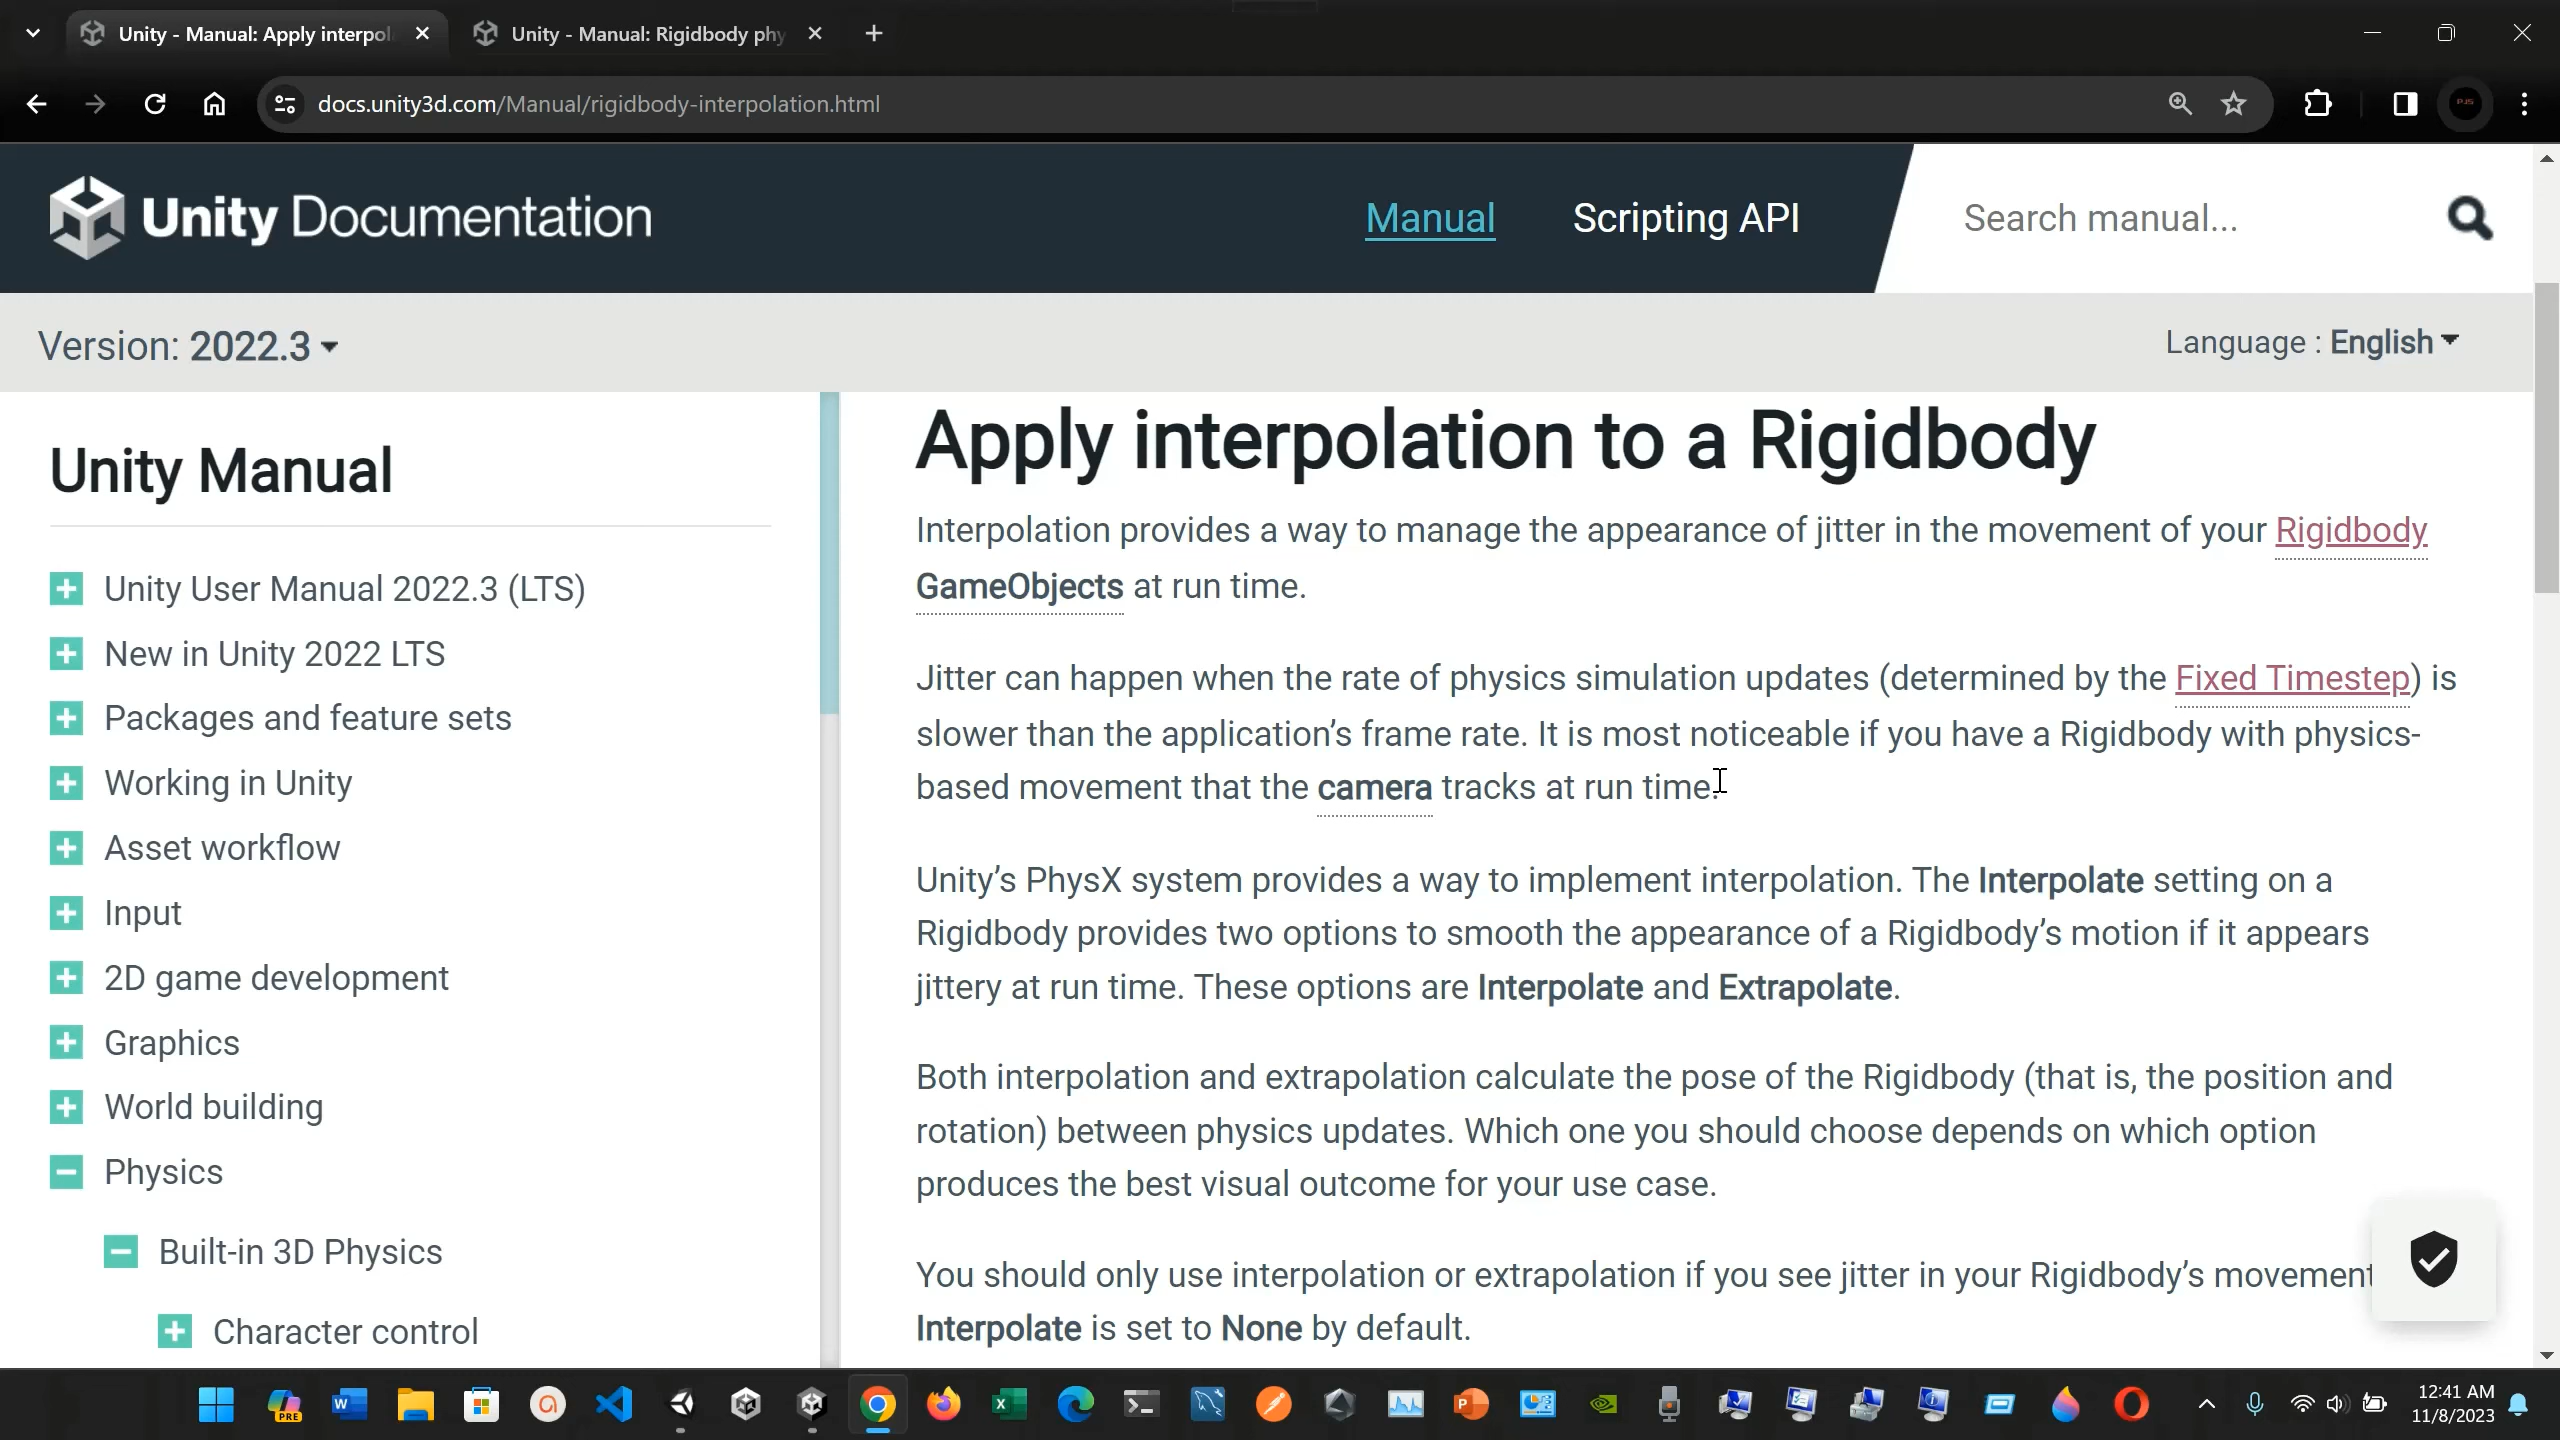 Unity - Manual: Apply interpol
Unity - Manual: Rigidbody phy
docs.unity3d.com/Manual/rigidbody-interpolation.html
PJS
Unity Documentation
Manual
Scripting API
Search manual...
Version: 2022.3
Language : English
Unity Manual
Unity User Manual 2022.3 (LTS)
New in Unity 2022 LTS
Packages and feature sets
Working in Unity
Asset workflow
Input
2D game development
Graphics
World building
Physics
Built-in 3D Physics
Character control
Apply interpolation to a Rigidbody
Interpolation provides a way to manage the appearance of jitter in the movement of your Rigidbody
GameObjects at run time.
Jitter can happen when the rate of physics simulation updates (determined by the Fixed Timestep) is
slower than the application’s frame rate. It is most noticeable if you have a Rigidbody with physics-
based movement that the camera tracks at run time.
Unity’s PhysX system provides a way to implement interpolation. The Interpolate setting on a
Rigidbody provides two options to smooth the appearance of a Rigidbody’s motion if it appears
jittery at run time. These options are Interpolate and Extrapolate.
Both interpolation and extrapolation calculate the pose of the Rigidbody (that is, the position and
rotation) between physics updates. Which one you should choose depends on which option
produces the best visual outcome for your use case.
You should only use interpolation or extrapolation if you see jitter in your Rigidbody’s movement
Interpolate is set to None by default.
PRE
12:41 AM
11/8/2023